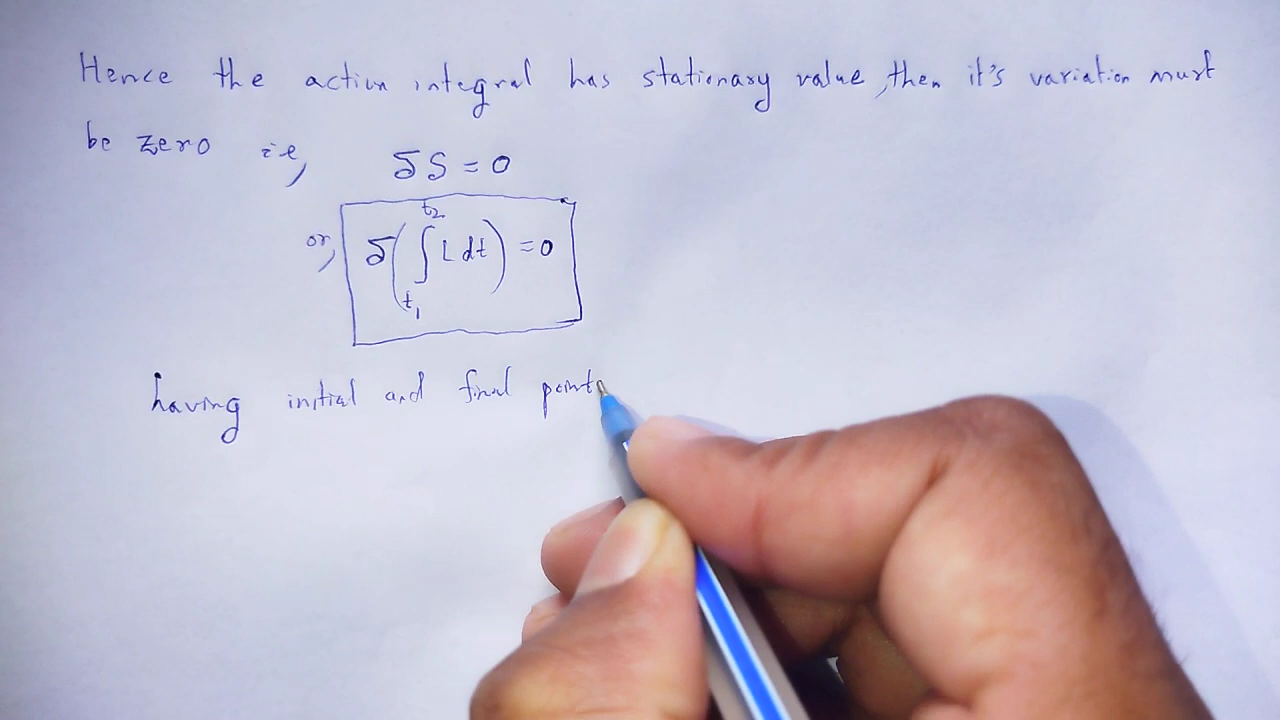 Hence the action integral has stationary value, then it's variation must
be zero ie,
δS = 0
or, δ(∫_{t₁}^{t₂} L dt) = 0
having initial and final point